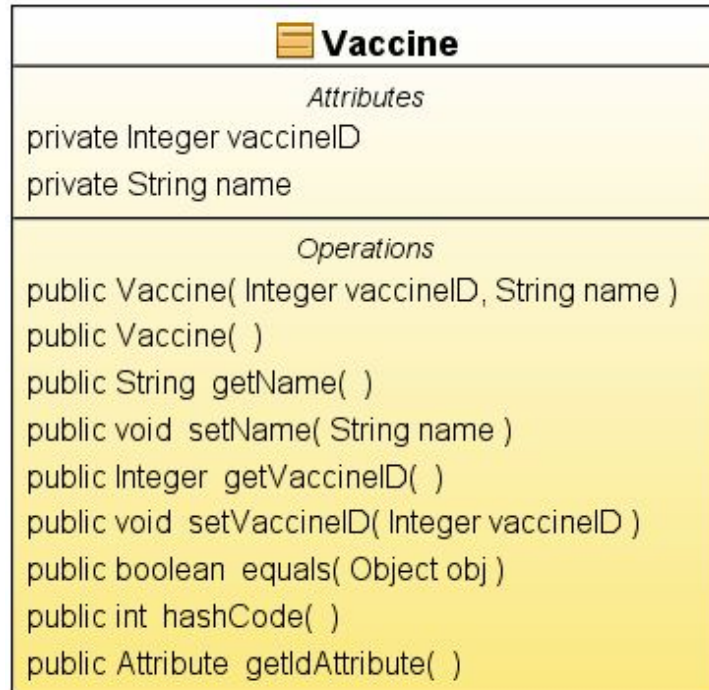 Vaccine
Attributes
private Integer vaccineID
private String name
Operations
public Vaccine( Integer vaccineID, String name )
public Vaccine( )
public String getName( )
public void setName( String name )
public Integer getVaccineID( )
public void setVaccineID( Integer vaccineID )
public boolean equals( Object obj )
public int hashCode( )
public Attribute getIdAttribute( )